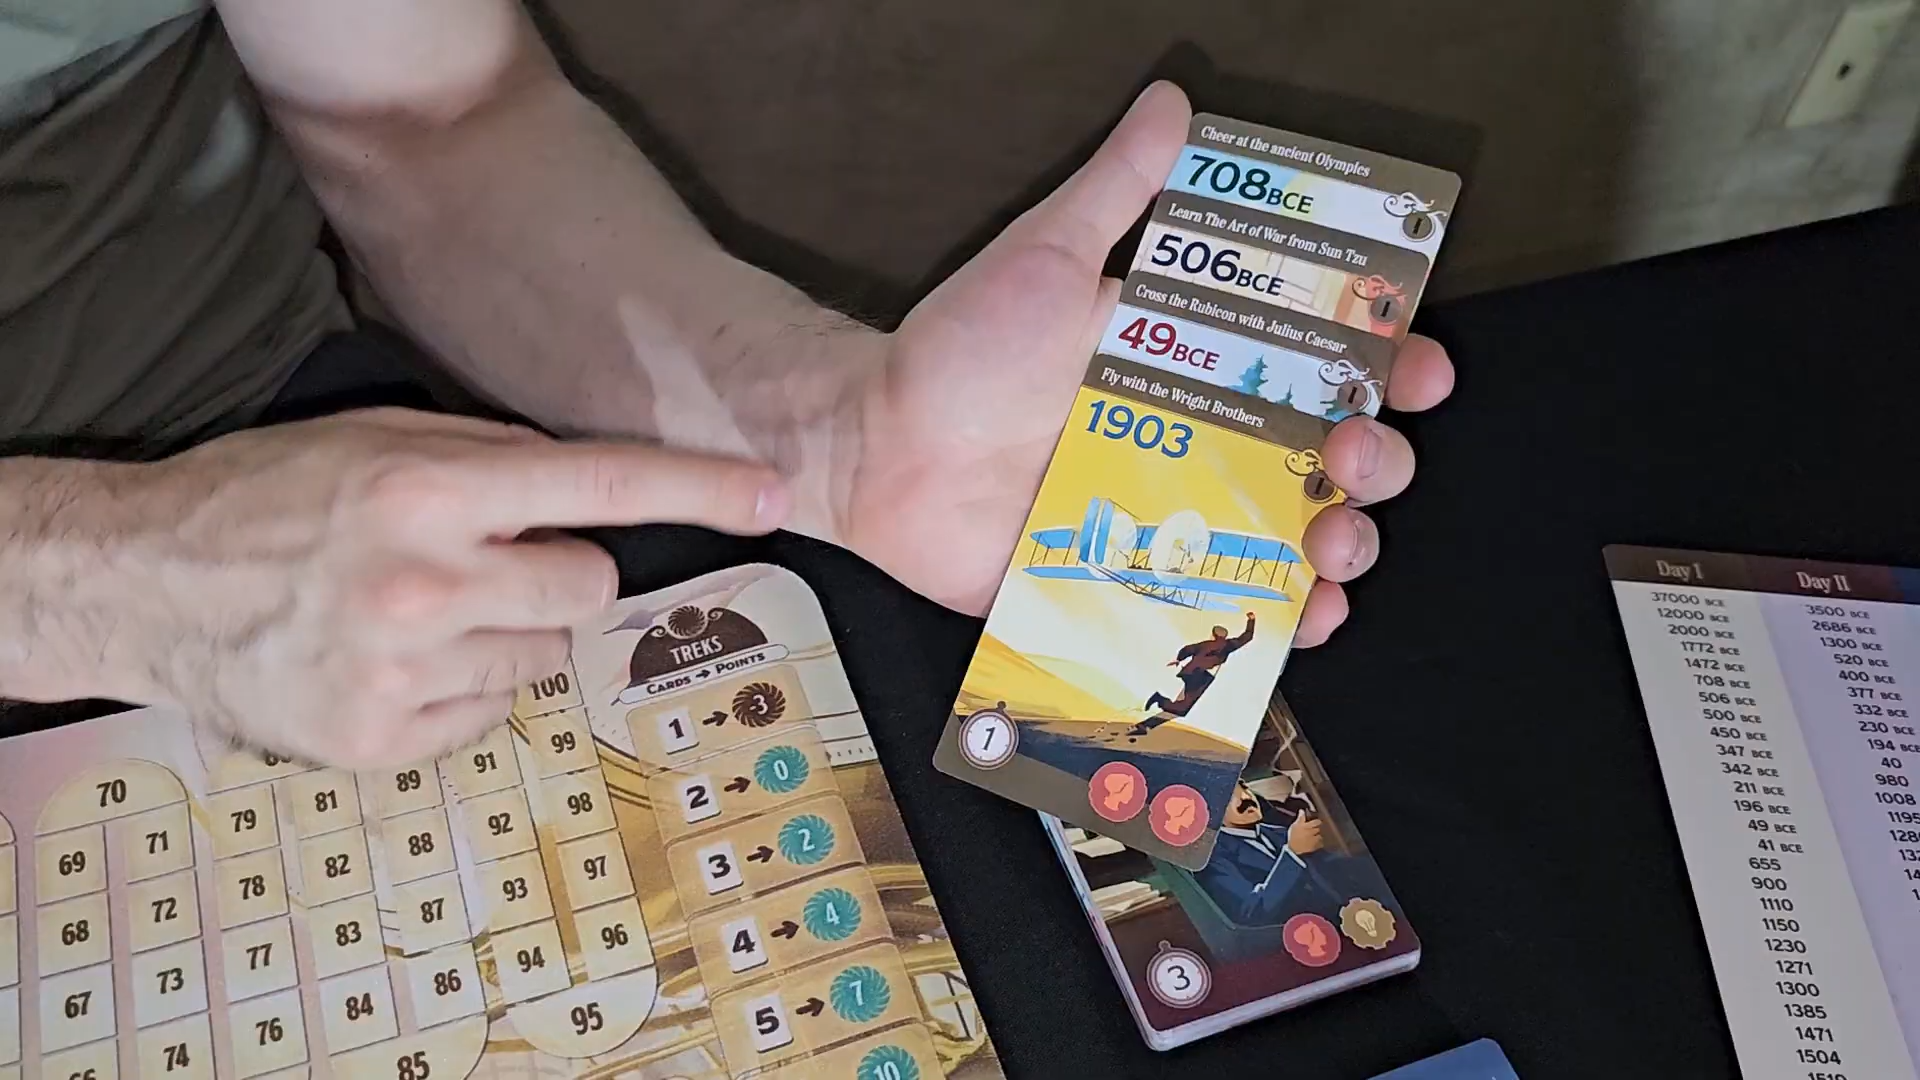 Cheer at the ancient Olympics
708BCE
I
Learn The Art of War from Sun Tzu
506BCE
I
Cross the Rubicon with Julius Caesar
49BCE
I
Fly with the Wright Brothers
1903
I
1
3
TREKS
CARDS → POINTS
1 → -3
2 → 0
3 → 2
4 → 4
5 → 7
10
100
99
98
97
96
95
91
92
93
94
89
88
87
86
85
81
82
83
84
79
78
77
76
70
71
72
73
74
69
68
67
66
Day I
37000 BCE
12000 BCE
2000 BCE
1772 BCE
1472 BCE
708 BCE
506 BCE
500 BCE
450 BCE
347 BCE
342 BCE
211 BCE
196 BCE
49 BCE
41 BCE
655
900
1110
1150
1230
1271
1300
1385
1471
1504
Day II
3500 BCE
2686 BCE
1300 BCE
520 BCE
400 BCE
377 BCE
332 BCE
230 BCE
194 BCE
40
980
1008